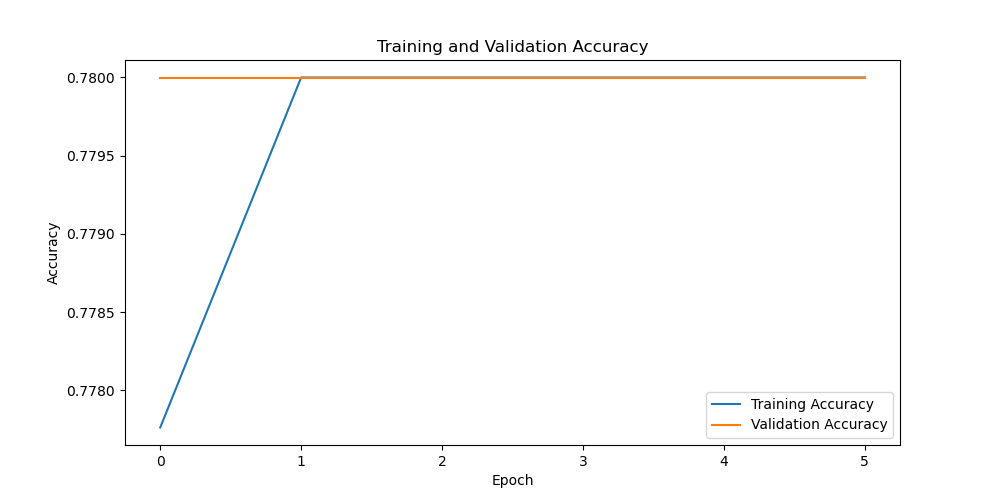 Training and Validation Accuracy
Accuracy
0.7800
0.7795
0.7790
0.7785
0.7780
0 1 2 3 4 5
Epoch
Training Accuracy
Validation Accuracy